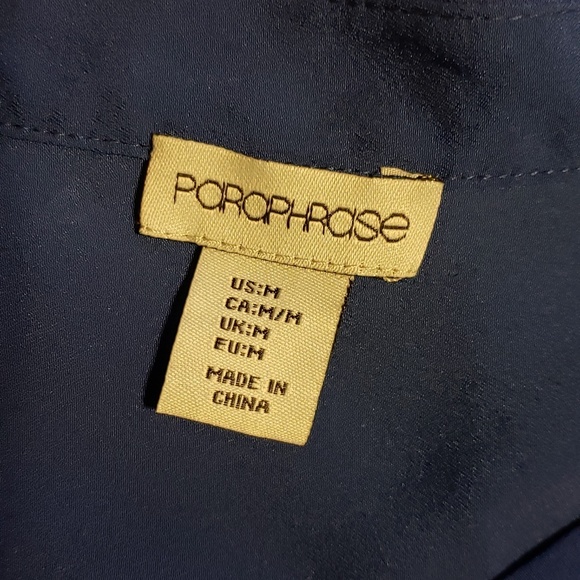 PARAPHRASE
US:M
CA:M/M
UK:M
EU:M
MADE IN
CHINA